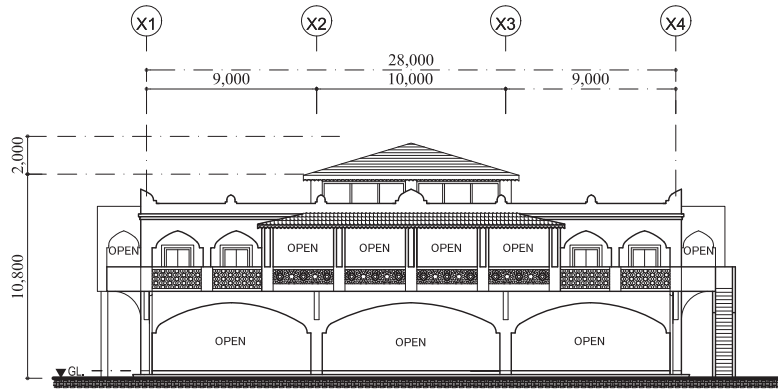 X1 X2 X3 X4
28,000
9,000 10,000 9,000
2,000
10,800
OPEN OPEN OPEN OPEN
OPEN OPEN
OPEN OPEN OPEN
GL.